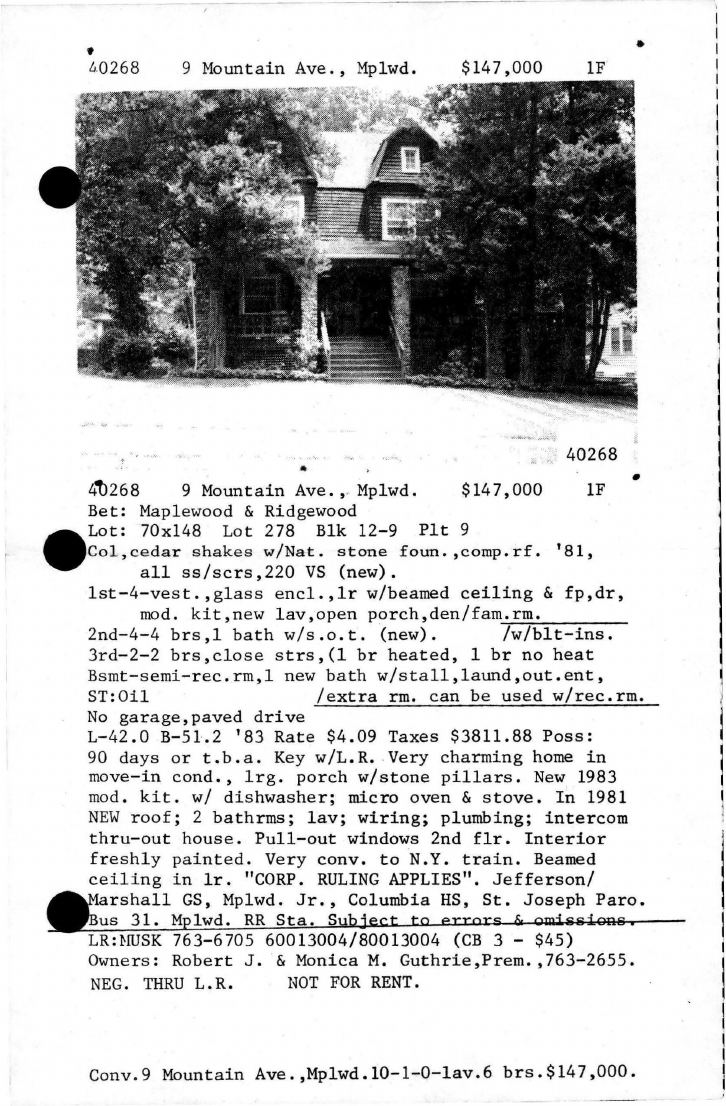 40268 9 Mountain Ave., Mplwd. $147,000 1F
40268
40268 9 Mountain Ave., Mplwd. $147,000 1F
Bet: Maplewood & Ridgewood
Lot: 70x148 Lot 278 Blk 12-9 Plt 9
Col,cedar shakes w/Nat. stone foun.,comp.rf. '81,
all ss/scrs,220 VS (new).
1st-4-vest.,glass encl.,lr w/beamed ceiling & fp,dr,
mod. kit,new lav,open porch,den/fam.rm.
2nd-4-4 brs,1 bath w/s.o.t. (new). /w/blt-ins.
3rd-2-2 brs,close strs,(1 br heated, 1 br no heat
Bsmt-semi-rec.rm,1 new bath w/stall,laund,out.ent,
ST:Oil /extra rm. can be used w/rec.rm.
No garage,paved drive
L-42.0 B-51.2 '83 Rate $4.09 Taxes $3811.88 Poss:
90 days or t.b.a. Key w/L.R. Very charming home in
move-in cond., lrg. porch w/stone pillars. New 1983
mod. kit. w/ dishwasher; micro oven & stove. In 1981
NEW roof; 2 bathrms; lav; wiring; plumbing; intercom
thru-out house. Pull-out windows 2nd flr. Interior
freshly painted. Very conv. to N.Y. train. Beamed
ceiling in lr. "CORP. RULING APPLIES". Jefferson/
Marshall GS, Mplwd. Jr., Columbia HS, St. Joseph Paro.
Bus 31. Mplwd. RR Sta. Subject to errors & omissions.
LR:MUSK 763-6705 60013004/80013004 (CB 3 - $45)
Owners: Robert J. & Monica M. Guthrie,Prem.,763-2655.
NEG. THRU L.R. NOT FOR RENT.
Conv.9 Mountain Ave.,Mplwd.10-1-0-lav.6 brs.$147,000.